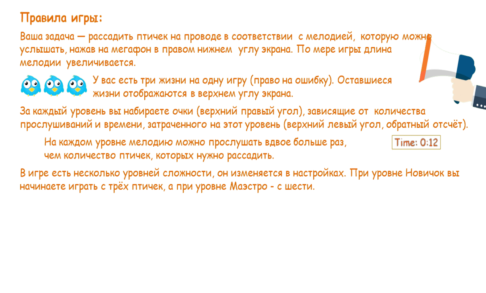 Правила игры:
Ваша задача — рассадить птичек на проводе в соответствии с мелодией, которую можно
услышать, нажав на мегафон в правом нижнем углу экрана. По мере игры длина
мелодии увеличивается.
У вас есть три жизни на одну игру (право на ошибку). Оставшиеся
жизни отображаются в верхнем углу экрана.
За каждый уровень вы набираете очки (верхний правый угол), зависящие от количества
прослушиваний и времени, затраченного на этот уровень (верхний левый угол, обратный отсчёт).
На каждом уровне мелодию можно прослушать вдвое больше раз,
чем количество птичек, которых нужно рассадить.
Time: 0:12
В игре есть несколько уровней сложности, он изменяется в настройках. При уровне Новичок вы
начинаете играть с трёх птичек, а при уровне Маэстро - с шести.